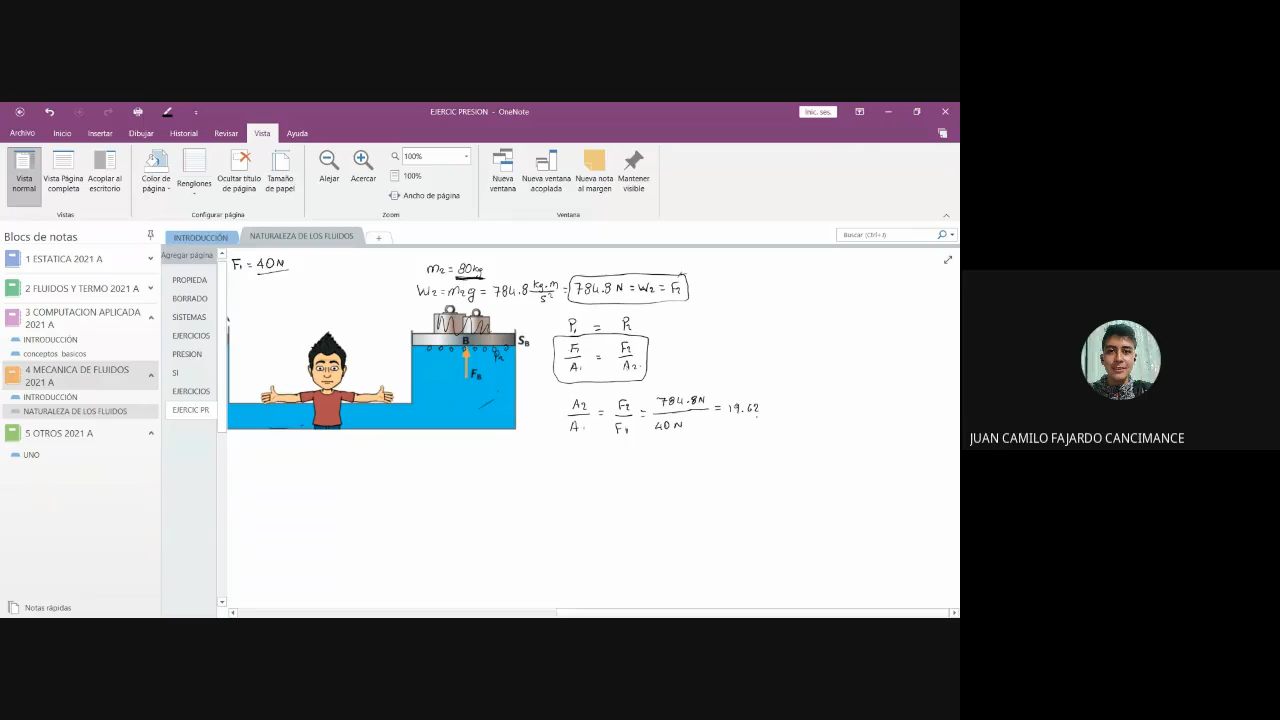 EJERCIC PRESION - OneNote
Inic. ses.
Archivo Inicio Insertar Dibujar Historial Revisar Vista Ayuda
Vista normal
Vista Página completa
Acoplar al escritorio
Vistas
Color de página
Renglones
Ocultar título de página
Tamaño de papel
Configurar página
Alejar
Acercar
100%
100%
Ancho de página
Zoom
Nueva ventana
Nueva ventana acoplada
Nueva nota al margen
Mantener visible
Ventana
Blocs de notas
INTRODUCCIÓN
NATURALEZA DE LOS FLUIDOS
+
Buscar (Ctrl+J)
1 ESTATICA 2021 A
2 FLUIDOS Y TERMO 2021 A
3 COMPUTACION APLICADA 2021 A
INTRODUCCIÓN
conceptos basicos
4 MECANICA DE FLUIDOS 2021 A
INTRODUCCIÓN
NATURALEZA DE LOS FLUIDOS
5 OTROS 2021 A
UNO
Notas rápidas
Agregar página
PROPIEDA
BORRADO
SISTEMAS
EJERCICIOS
PRESION
SI
EJERCICIOS
EJERCIC PR
F₁ = 40 N
m₂ = 80 kg
W₂ = m₂g = 784.8 kg.m/s² = 784.8 N = W₂ = F₂
B
S_B
P₂
F_B
P₁ = P₂
F₁/A₁ = F₂/A₂
A₂/A₁ = F₂/F₁ = 784.8N/40 N = 19.62
JUAN CAMILO FAJARDO CANCIMANCE